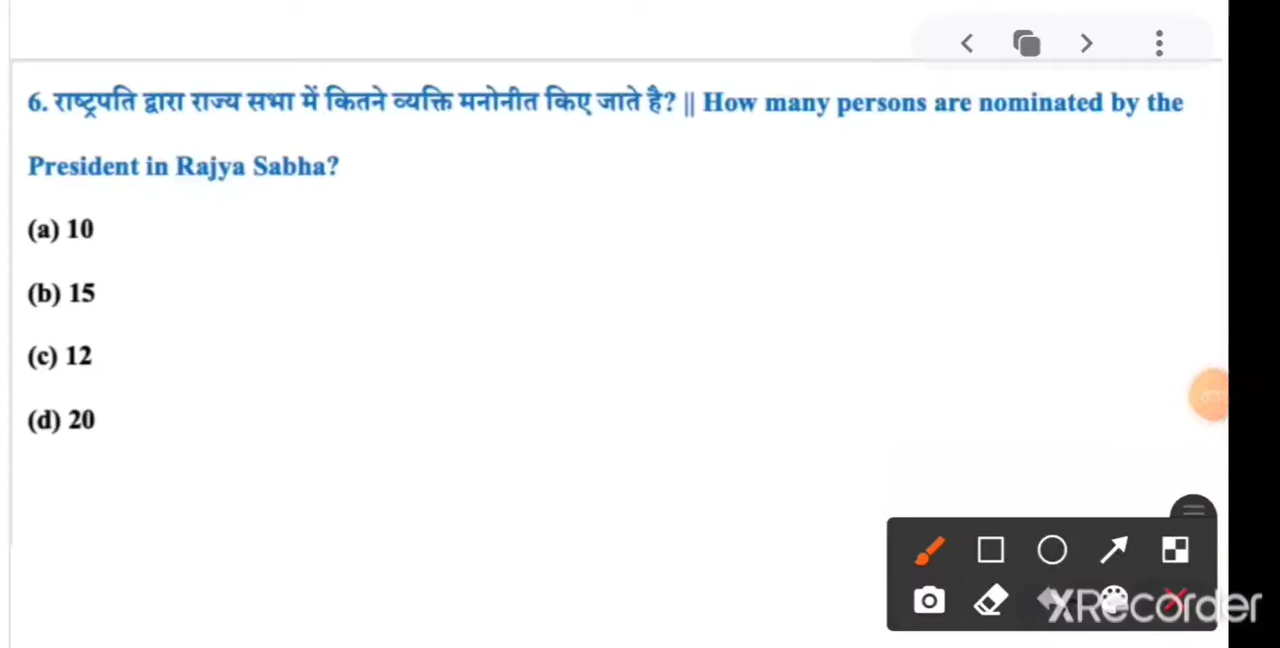 6. राष्ट्रपति द्वारा राज्य सभा में कितने व्यक्ति मनोनीत किए जाते है? || How many persons are nominated by the
President in Rajya Sabha?
(a) 10
(b) 15
(c) 12
(d) 20
XRecorder